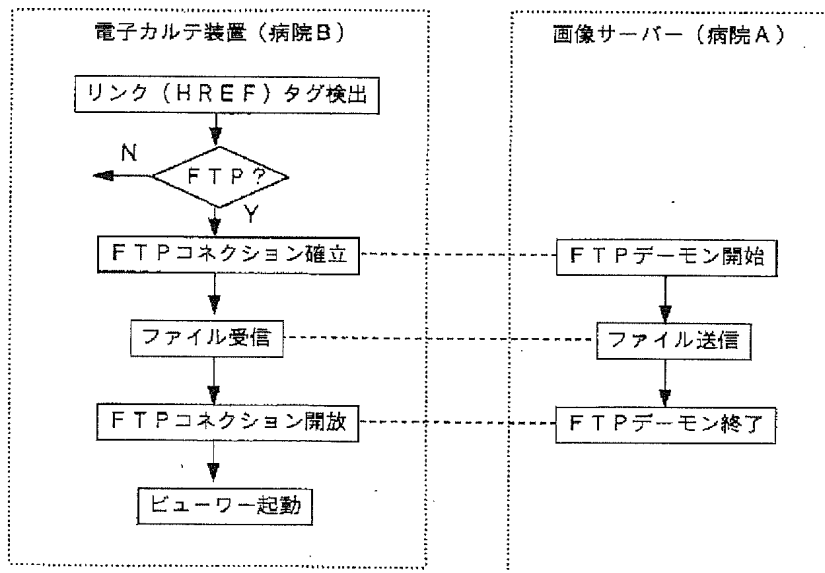 電子カルテ装置(病院B)
リンク(HREF)タグ検出
N
FTP?
Y
FTPコネクション確立
ファイル受信
FTPコネクション開放
ビューワー起動
画像サーバー(病院A)
FTPデーモン開始
ファイル送信
FTPデーモン終了